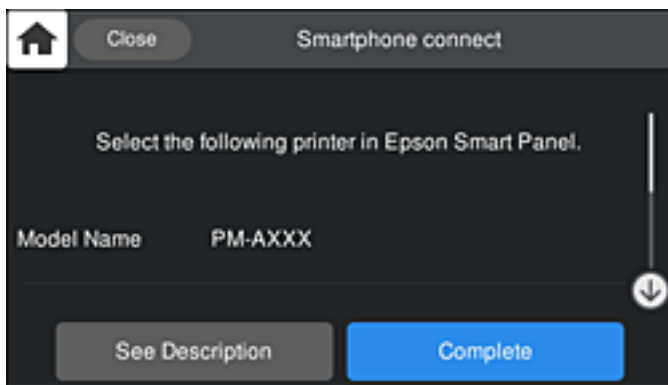 Close
Smartphone connect
Select the following printer in Epson Smart Panel.
Model Name PM-AXXX
See Description
Complete